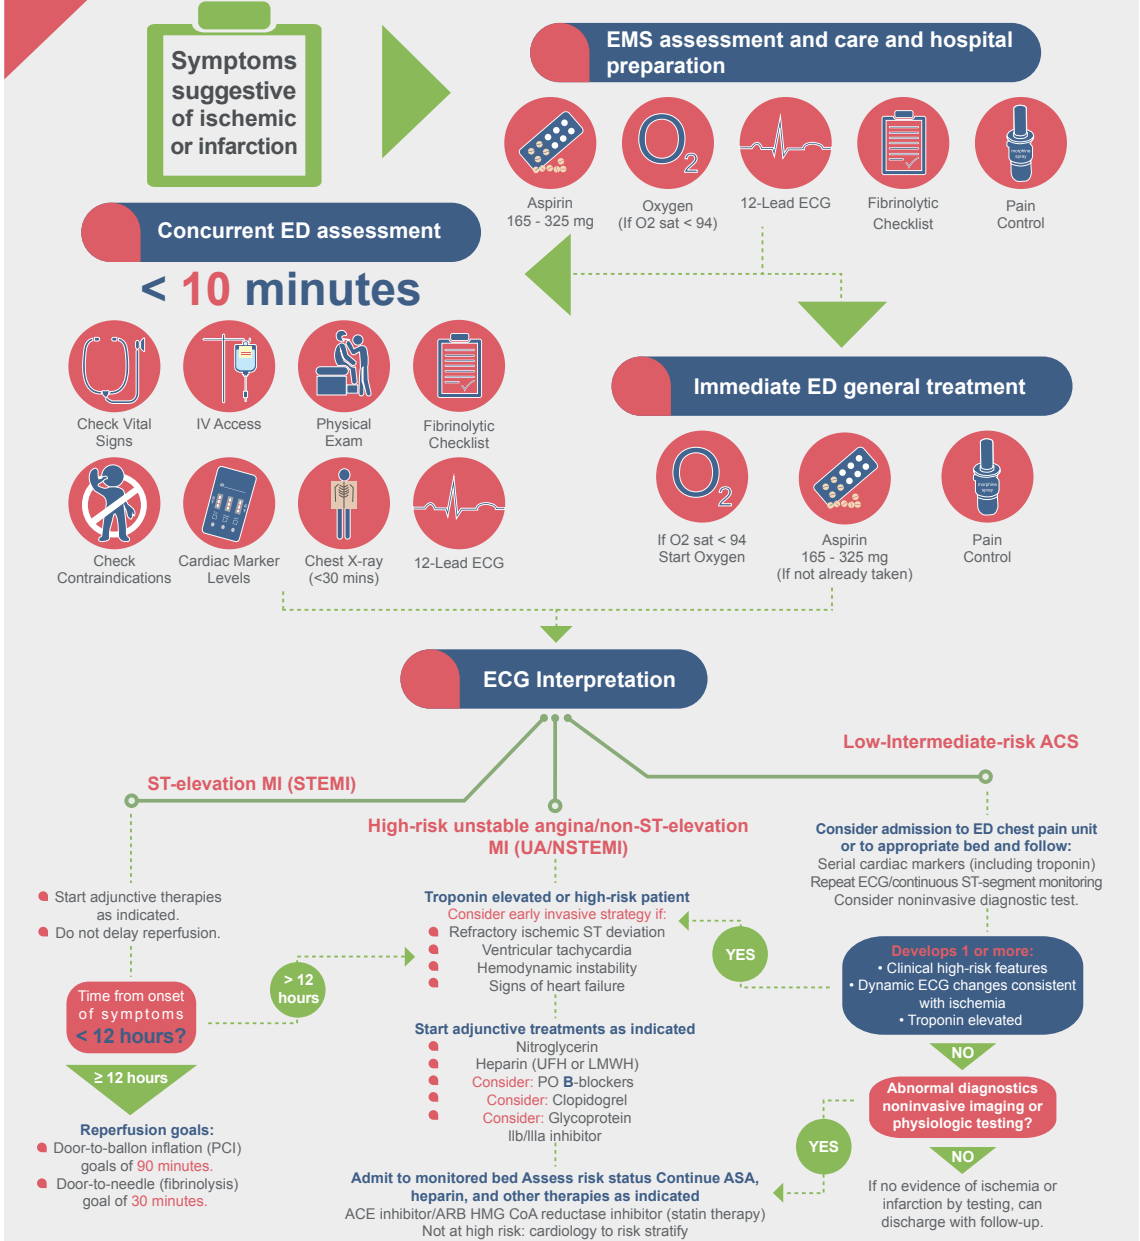 Symptoms
suggestive
of ischemic
or infarction
EMS assessment and care and hospital
preparation
O2
morphine
spray
Aspirin
165 - 325 mg
Oxygen
(If O2 sat < 94)
12-Lead ECG
Fibrinolytic
Checklist
Pain
Control
Concurrent ED assessment
< 10 minutes
Check Vital
Signs
IV Access
Physical
Exam
Fibrinolytic
Checklist
Check
Contraindications
Cardiac Marker
Levels
Chest X-ray
(<30 mins)
12-Lead ECG
Immediate ED general treatment
O2
morphine
spray
If O2 sat < 94
Start Oxygen
Aspirin
165 - 325 mg
(If not already taken)
Pain
Control
ECG Interpretation
ST-elevation MI (STEMI)
Start adjunctive therapies
as indicated.
Do not delay reperfusion.
Time from onset
of symptoms
< 12 hours?
> 12
hours
≥ 12 hours
Reperfusion goals:
Door-to-ballon inflation (PCI)
goals of 90 minutes.
Door-to-needle (fibrinolysis)
goal of 30 minutes.
High-risk unstable angina/non-ST-elevation
MI (UA/NSTEMI)
Troponin elevated or high-risk patient
Consider early invasive strategy if:
Refractory ischemic ST deviation
Ventricular tachycardia
Hemodynamic instability
Signs of heart failure
Start adjunctive treatments as indicated
Nitroglycerin
Heparin (UFH or LMWH)
Consider: PO B-blockers
Consider: Clopidogrel
Consider: Glycoprotein
llb/llla inhibitor
Admit to monitored bed Assess risk status Continue ASA,
heparin, and other therapies as indicated
ACE inhibitor/ARB HMG CoA reductase inhibitor (statin therapy)
Not at high risk: cardiology to risk stratify
Low-Intermediate-risk ACS
Consider admission to ED chest pain unit
or to appropriate bed and follow:
Serial cardiac markers (including troponin)
Repeat ECG/continuous ST-segment monitoring
Consider noninvasive diagnostic test.
Develops 1 or more:
• Clinical high-risk features
• Dynamic ECG changes consistent
with ischemia
• Troponin elevated
YES
NO
Abnormal diagnostics
noninvasive imaging or
physiologic testing?
YES
NO
If no evidence of ischemia or
infarction by testing, can
discharge with follow-up.